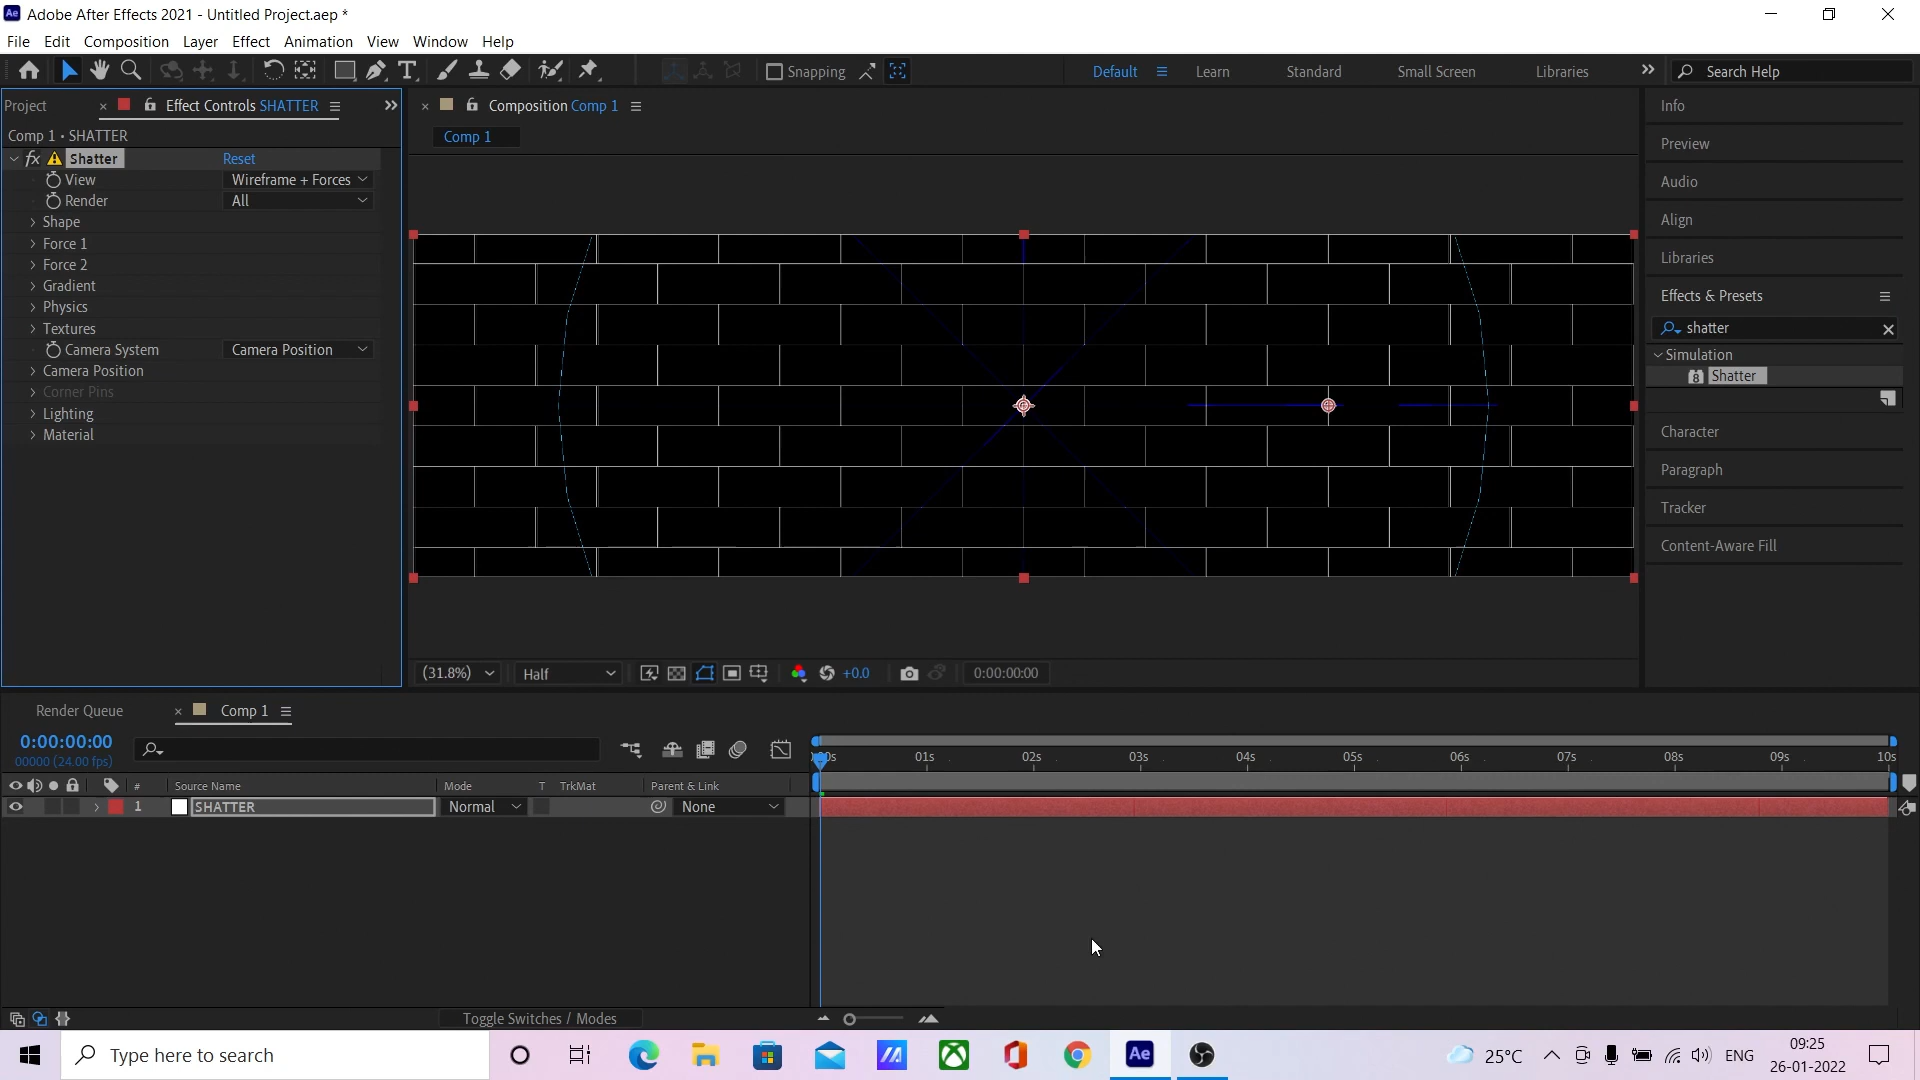 Adobe After Effects 2021 - Untitled Project.aep *
File Edit Composition Layer Effect Animation View Window Help
Snapping Default Learn Standard Small Screen Libraries Search Help
Project Effect Controls SHATTER
Composition Comp 1
Comp 1
Comp 1 • SHATTER
fx Shatter Reset
View Wireframe + Forces
Render All
Shape
Force 1
Force 2
Gradient
Physics
Textures
Camera System Camera Position
Camera Position
Corner Pins
Lighting
Material
(31.8%) Half +0.0 0:00:00:00
Info
Preview
Audio
Align
Libraries
Effects & Presets
shatter
Simulation
8 Shatter
Character
Paragraph
Tracker
Content-Aware Fill
Render Queue Comp 1
0:00:00:00
00000 (24.00 fps)
01s 02s 03s 04s 05s 06s 07s 08s 09s 10s
# Source Name Mode T TrkMat Parent & Link
1 SHATTER Normal None
Toggle Switches / Modes
Type here to search
Ae
25°C ENG
09:25
26-01-2022